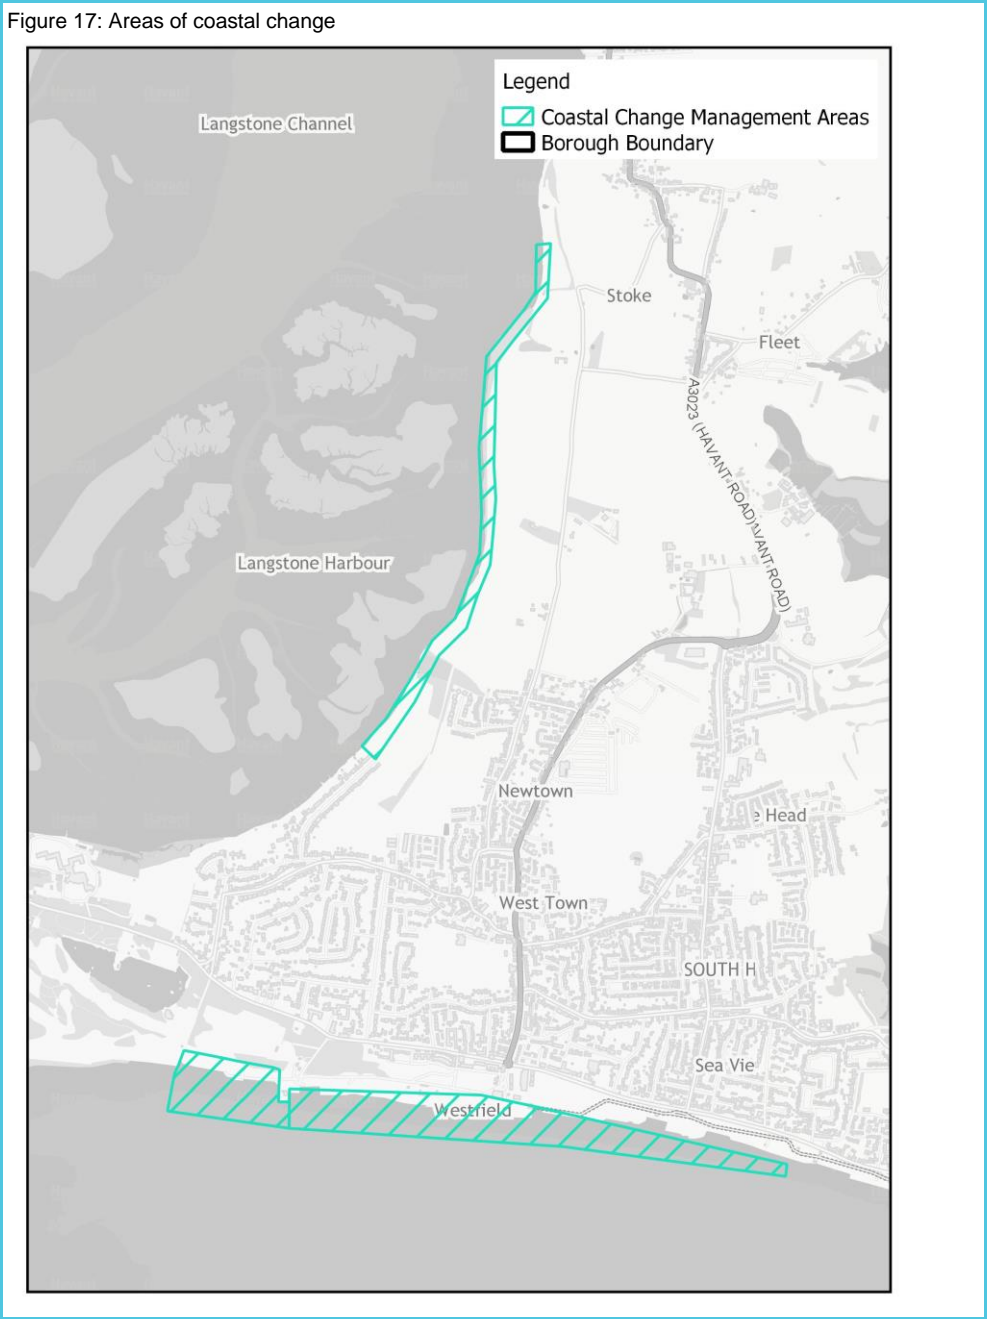 Figure 17: Areas of coastal change
Legend
Coastal Change Management Areas
Borough Boundary
Langstone Channel
Stoke
Fleet
A3023 (HAVANT ROAD)
Langstone Harbour
Newtown
e Head
West Town
SOUTH H
Sea Vie
Westfield